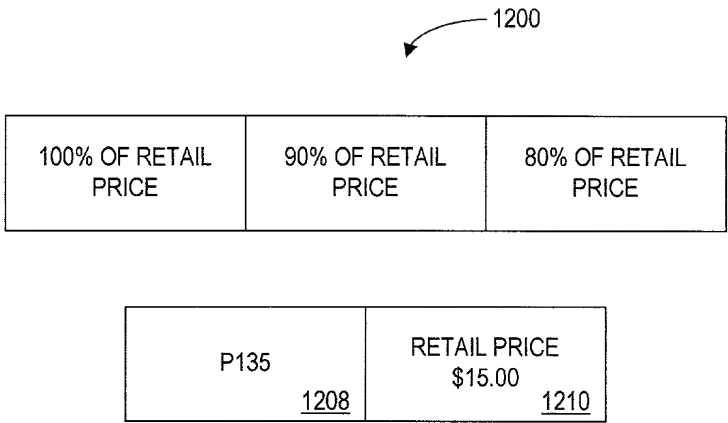 1200
100% OF RETAIL
PRICE
90% OF RETAIL
PRICE
80% OF RETAIL
PRICE
P135
1208
RETAIL PRICE
$15.00
1210